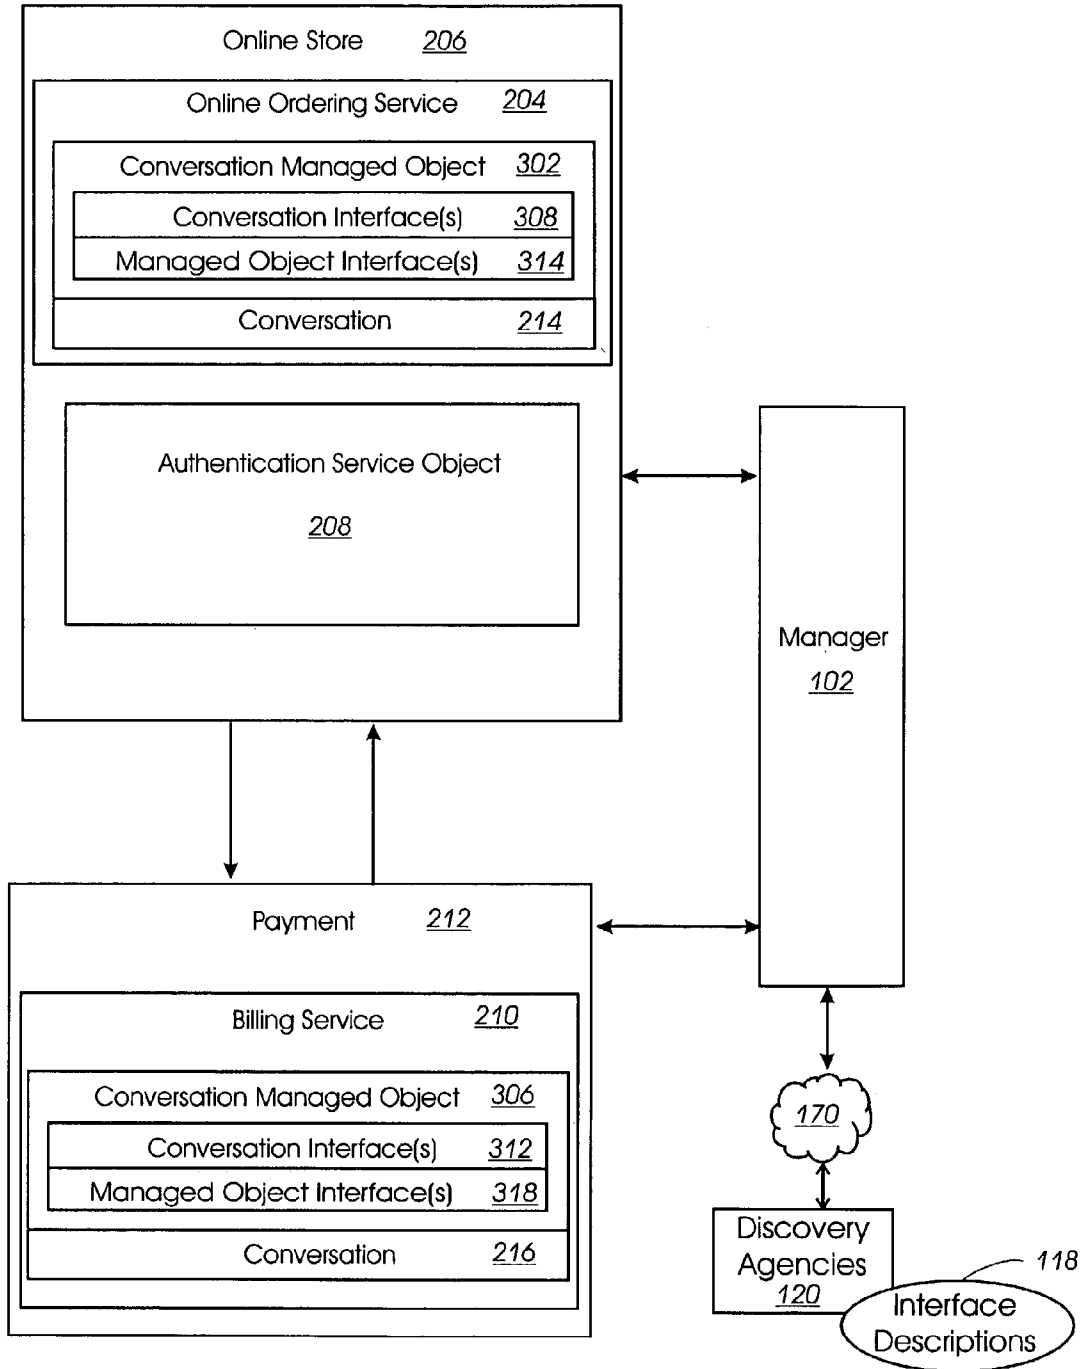 Online Store 206
Online Ordering Service 204
Conversation Managed Object 302
Conversation Interface(s) 308
Managed Object Interface(s) 314
Conversation 214
Authentication Service Object
208
Manager
102
Payment 212
Billing Service 210
Conversation Managed Object 306
Conversation Interface(s) 312
Managed Object Interface(s) 318
Conversation 216
170
Discovery
Agencies
120
118
Interface
Descriptions